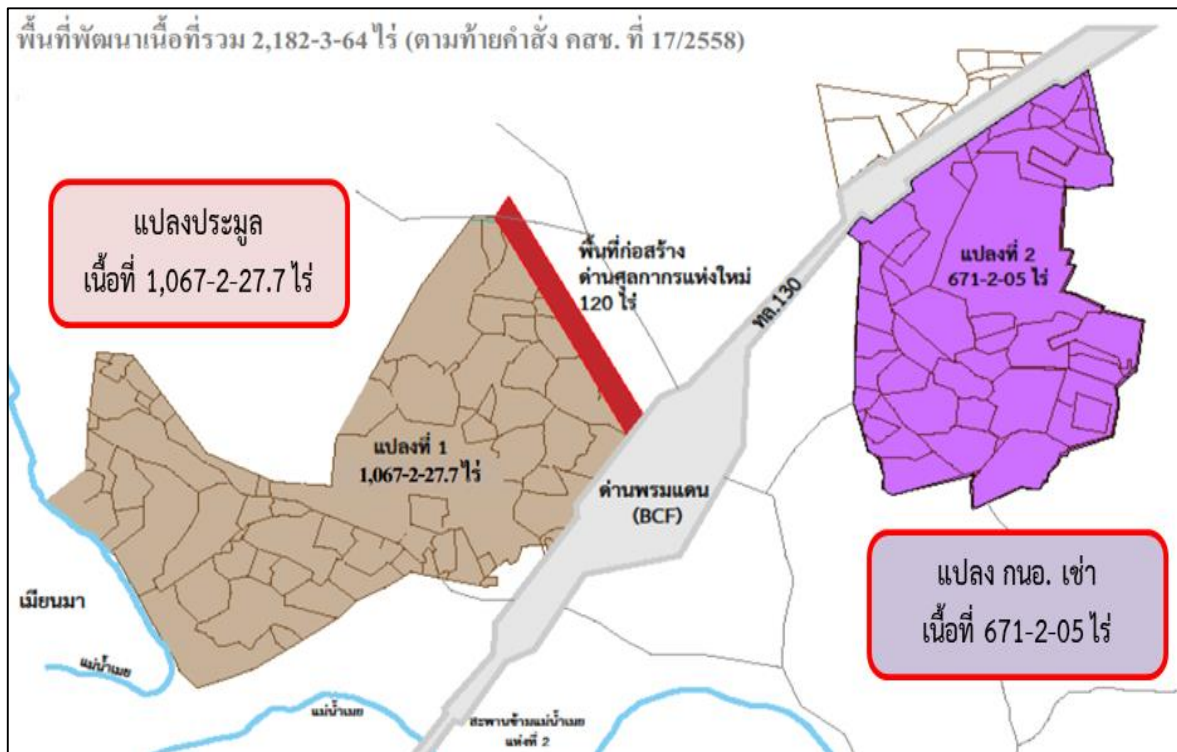 พื้นที่พัฒนาเนื้อที่รวม 2,182-3-64 ไร่ (ตามท้ายคำสั่ง คสช. ที่ 17/2558)
แปลงประมูล
เนื้อที่ 1,067-2-27.7 ไร่
พื้นที่ก่อสร้าง
ด่านศุลกากรแห่งใหม่
120 ไร่
ทล.130
แปลงที่ 2
671-2-05 ไร่
แปลงที่ 1
1,067-2-27.7 ไร่
ด่านพรมแดน
(BCF)
แปลง กนอ. เช่า
เนื้อที่ 671-2-05 ไร่
เมียนมา
แม่น้ำเมย
แม่น้ำเมย
สะพานข้ามแม่น้ำเมย
แห่งที่ 2